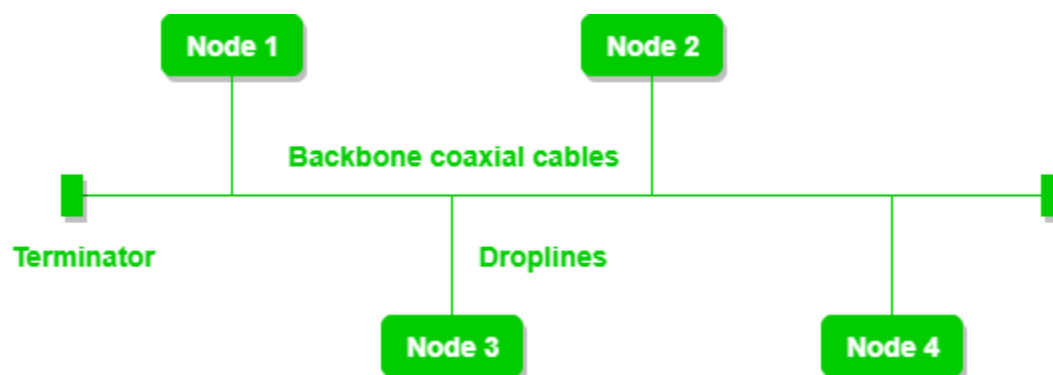 Node 1
Node 2
Backbone coaxial cables
Terminator
Droplines
Node 3
Node 4